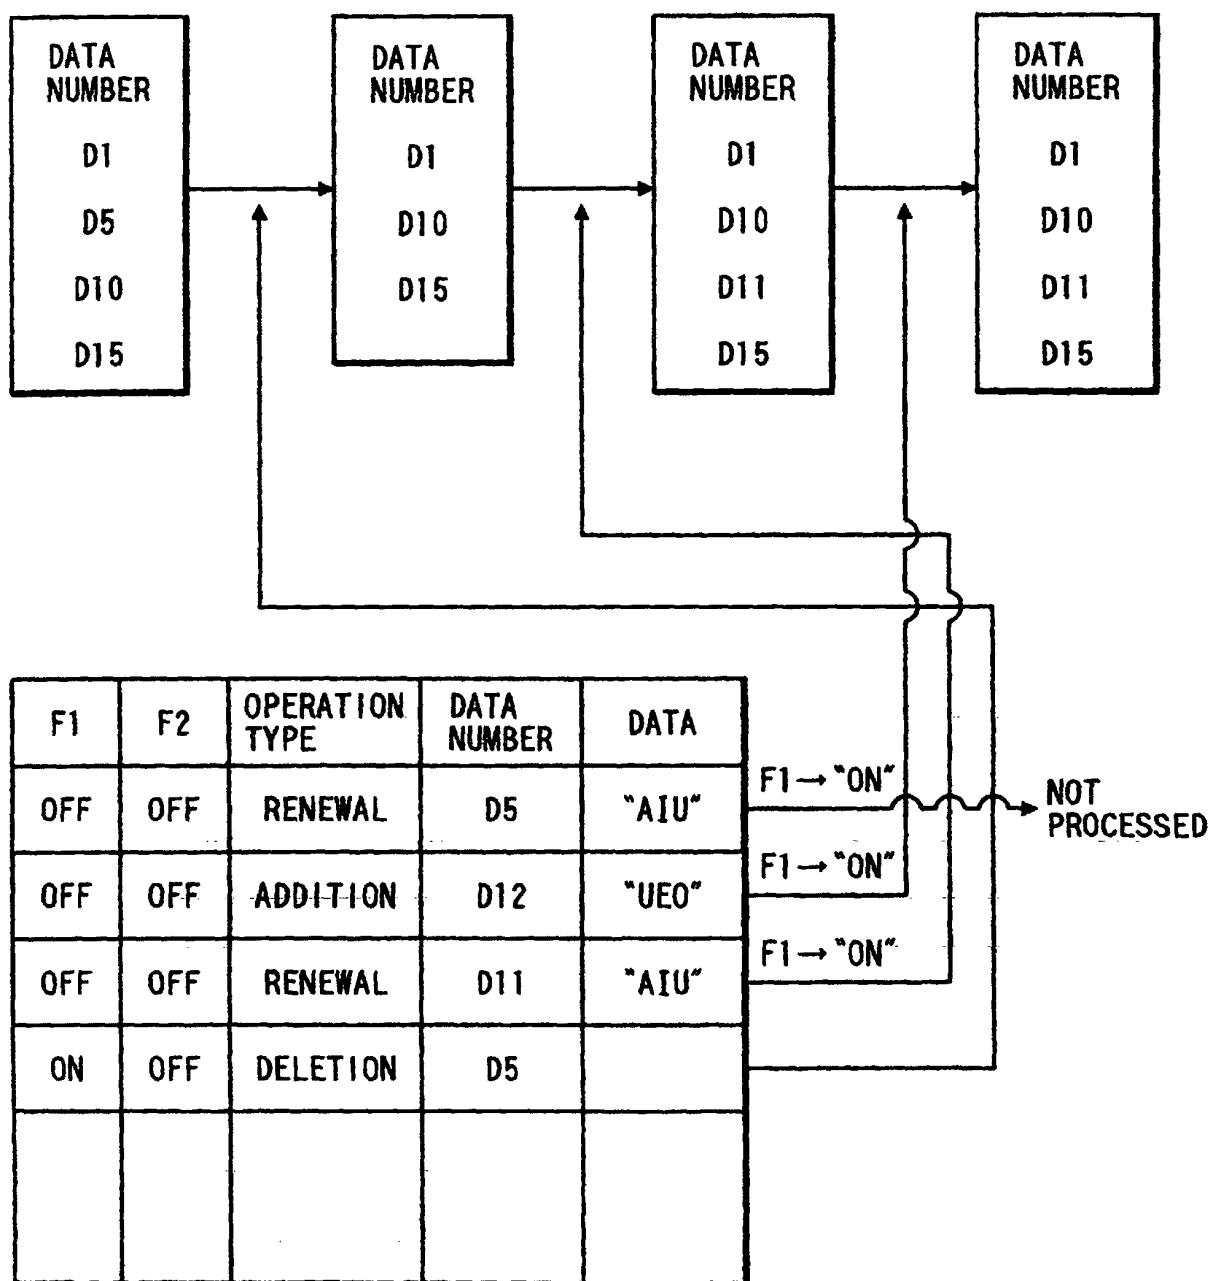 DATA
NUMBER
D1
D5
D10
D15
DATA
NUMBER
D1
D10
D15
DATA
NUMBER
D1
D10
D11
D15
DATA
NUMBER
D1
D10
D11
D15
F1 F2 OPERATION TYPE DATA NUMBER DATA
OFF OFF RENEWAL D5 "AIU" F1→"ON" NOT PROCESSED
OFF OFF ADDITION D12 "UEO" F1→"ON"
OFF OFF RENEWAL D11 "AIU" F1→"ON"
ON OFF DELETION D5